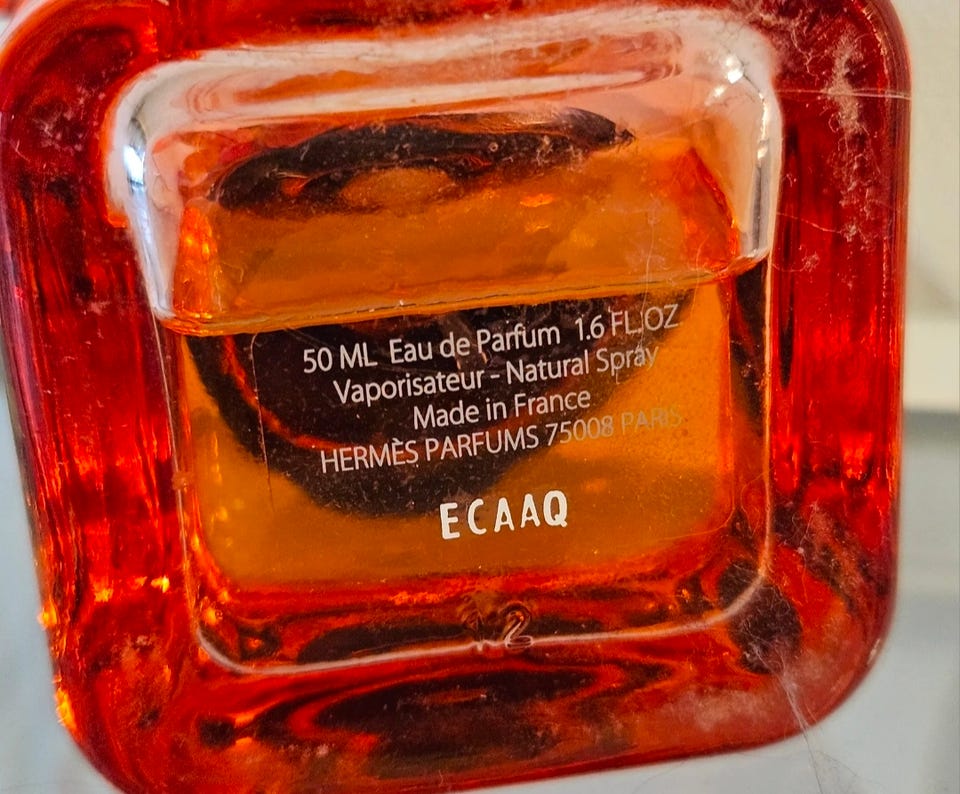 50 ML Eau de Parfum 1.6 FL.OZ
Vaporisateur - Natural Spray
Made in France
HERMÈS PARFUMS 75008 PARIS
ECAAQ
2